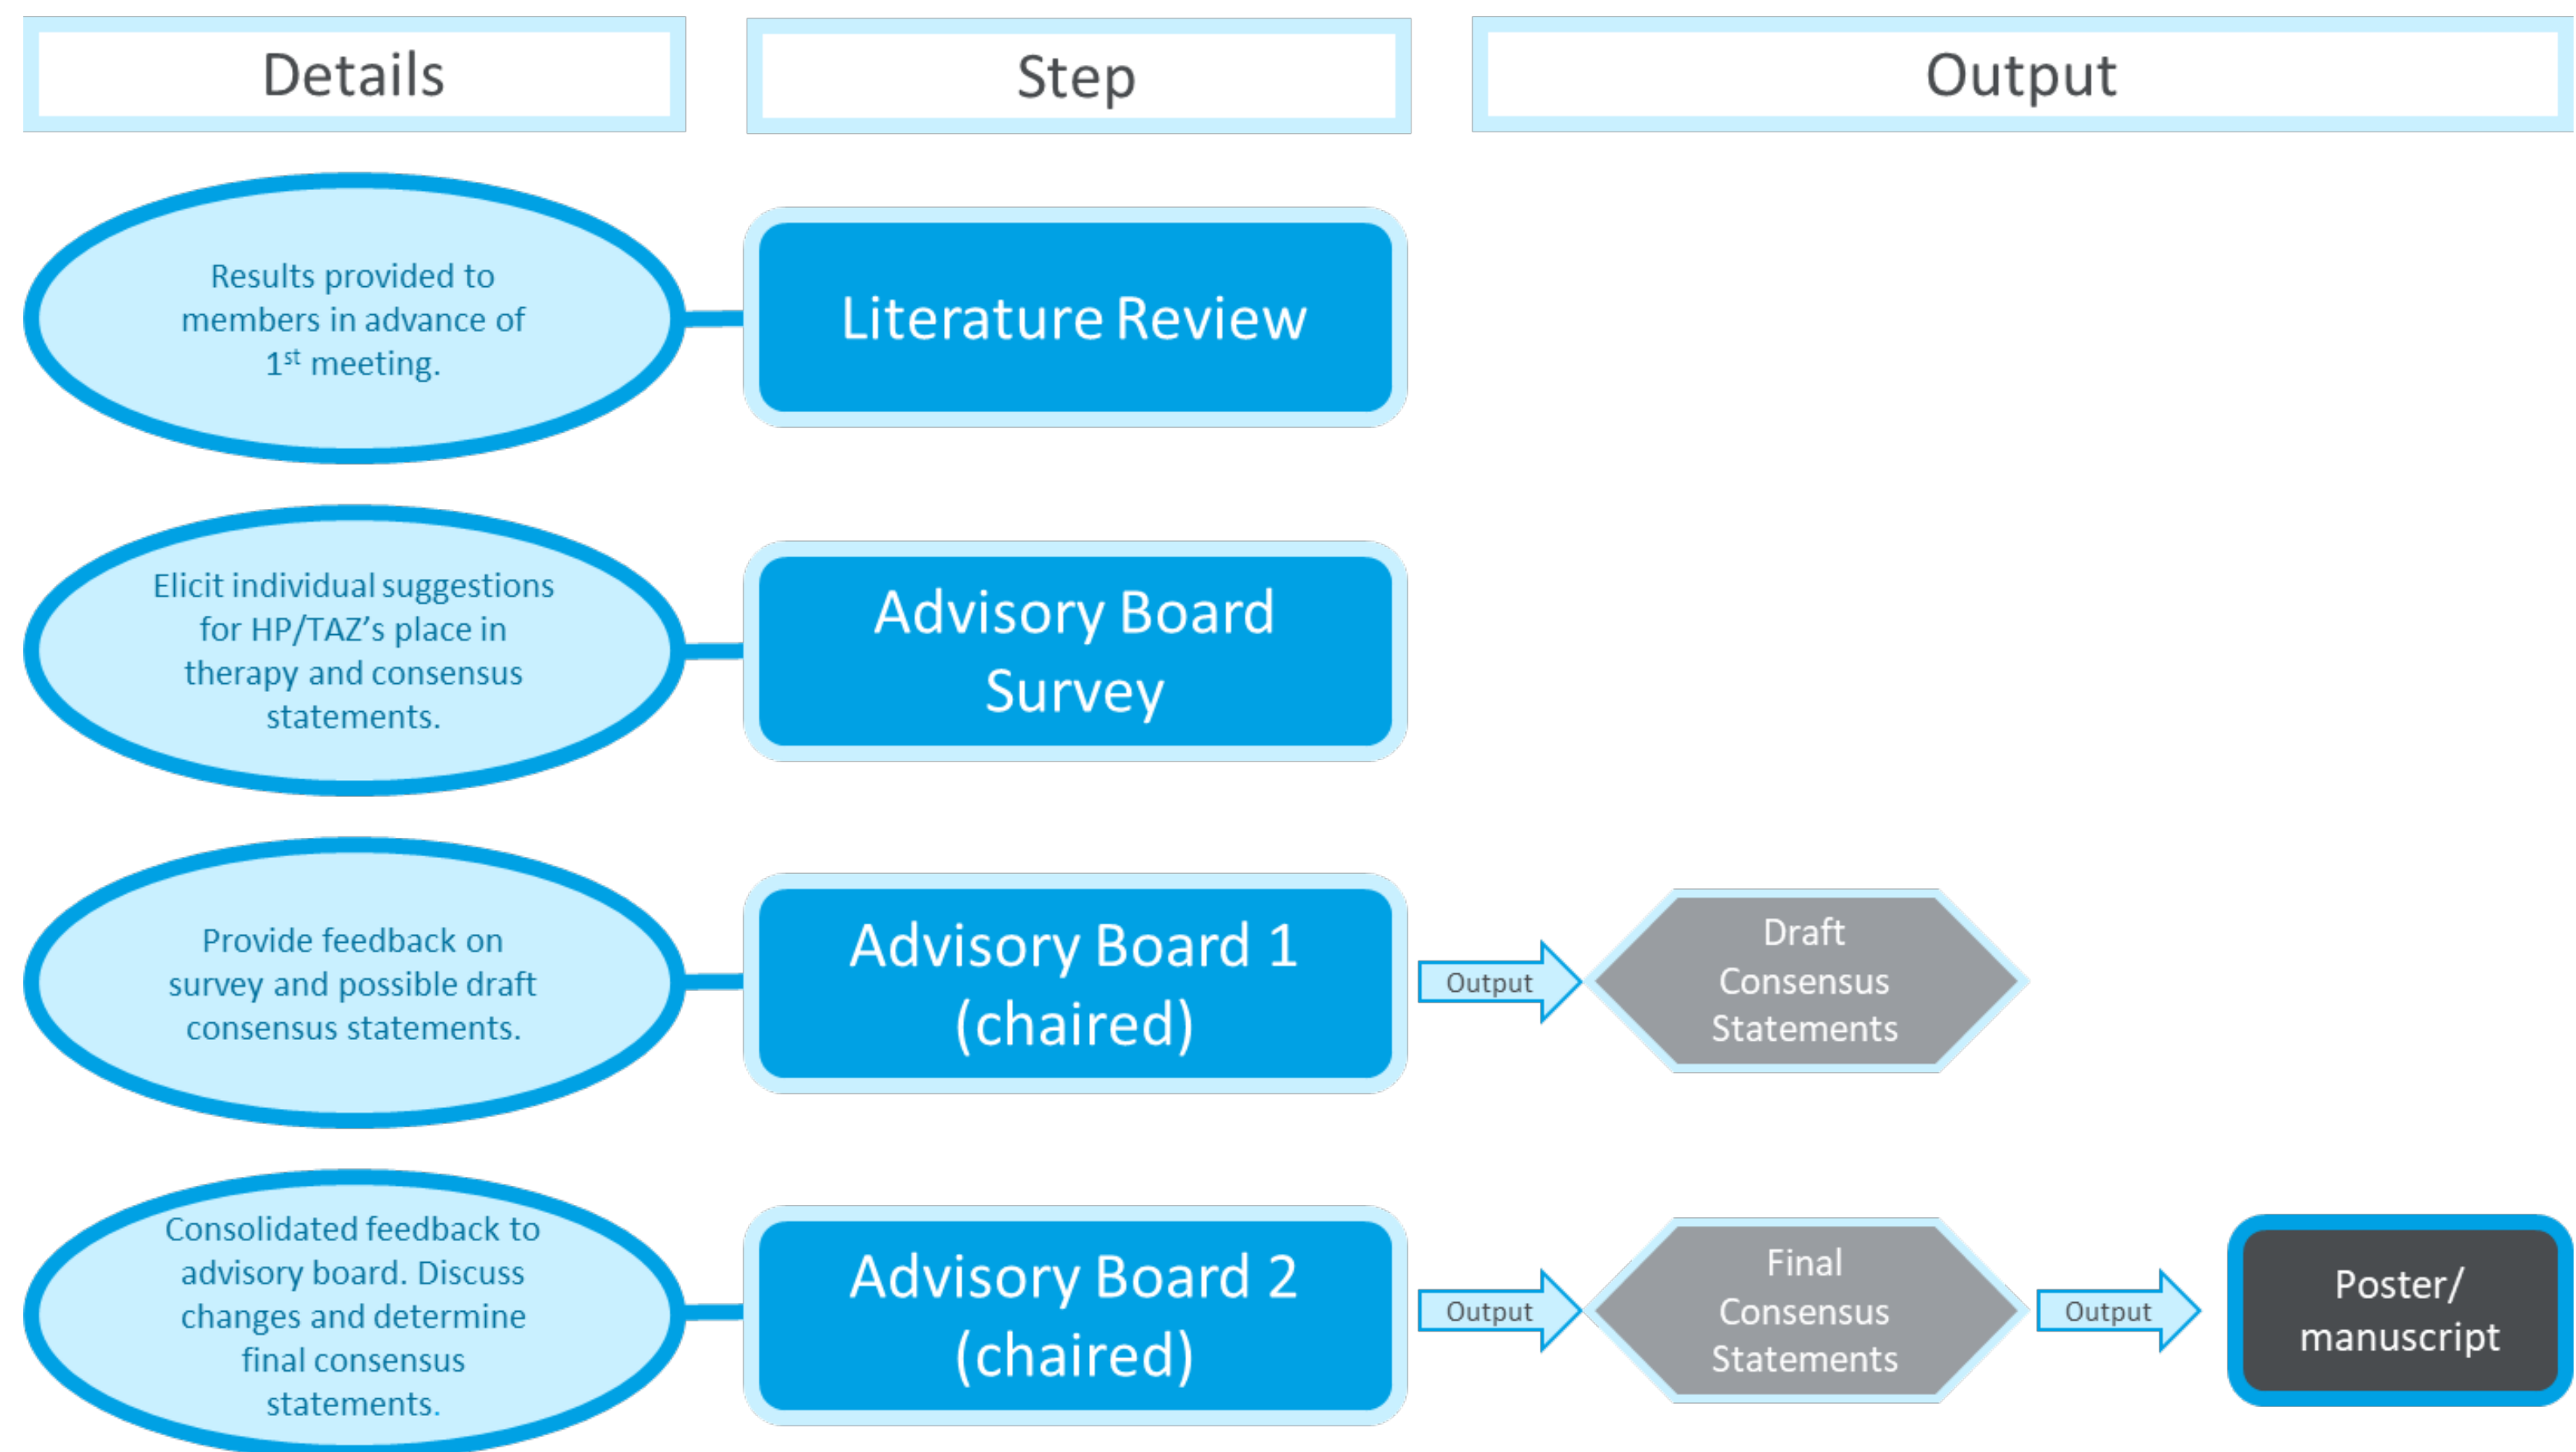 Details
Step
Output
Results provided to
members in advance of
1st meeting.
Literature Review
Elicit individual suggestions
for HP/TAZ’s place in
therapy and consensus
statements.
Advisory Board
Survey
Provide feedback on
survey and possible draft
consensus statements.
Advisory Board 1
(chaired)
Output
Draft
Consensus
Statements
Consolidated feedback to
advisory board. Discuss
changes and determine
final consensus
statements.
Advisory Board 2
(chaired)
Output
Final
Consensus
Statements
Output
Poster/
manuscript